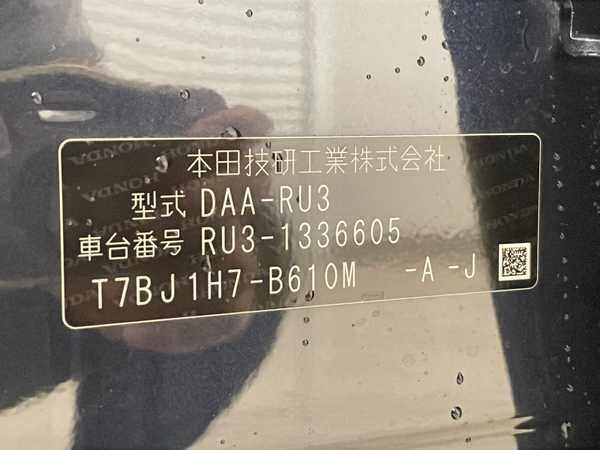 本田技研工業株式会社
型式 DAA-RU3
車台番号 RU3-1336605
T7BJ1H7-B610M -A -J